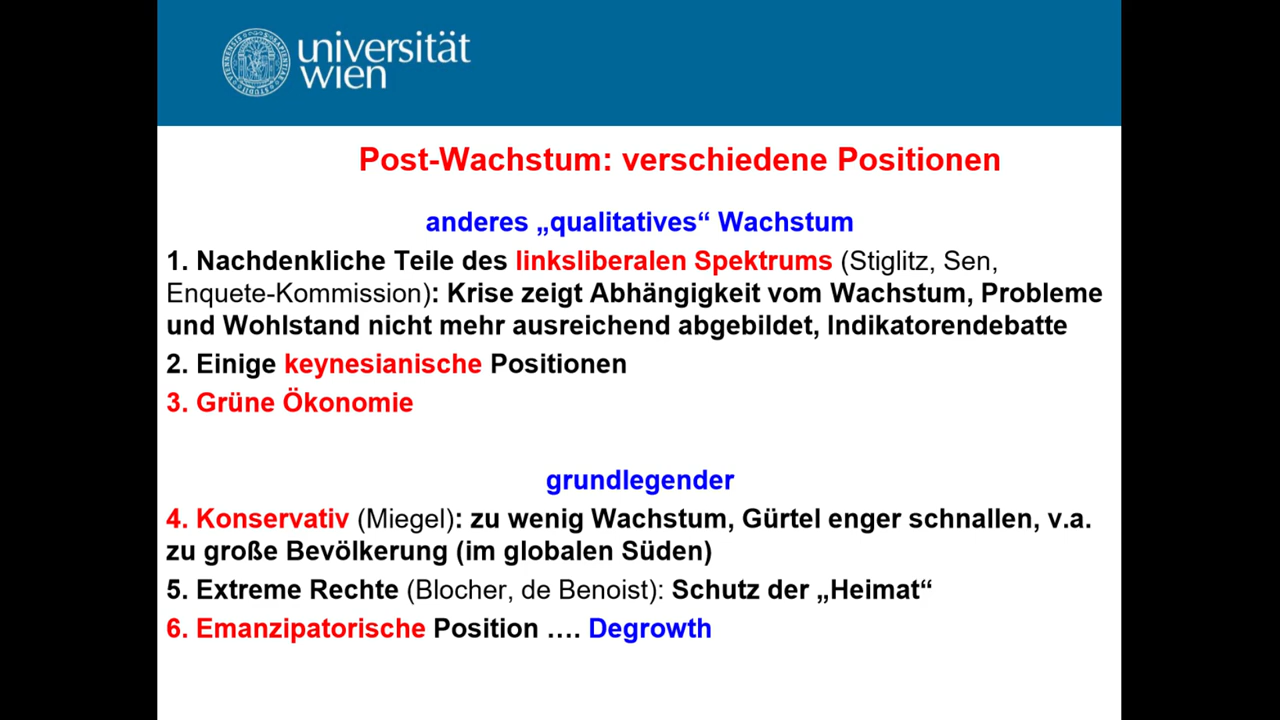 universität
wien
Post-Wachstum: verschiedene Positionen
anderes „qualitatives“ Wachstum
1. Nachdenkliche Teile des linksliberalen Spektrums (Stiglitz, Sen,
Enquete-Kommission): Krise zeigt Abhängigkeit vom Wachstum, Probleme
und Wohlstand nicht mehr ausreichend abgebildet, Indikatorendebatte
2. Einige keynesianische Positionen
3. Grüne Ökonomie
grundlegender
4. Konservativ (Miegel): zu wenig Wachstum, Gürtel enger schnallen, v.a.
zu große Bevölkerung (im globalen Süden)
5. Extreme Rechte (Blocher, de Benoist): Schutz der „Heimat“
6. Emanzipatorische Position …. Degrowth